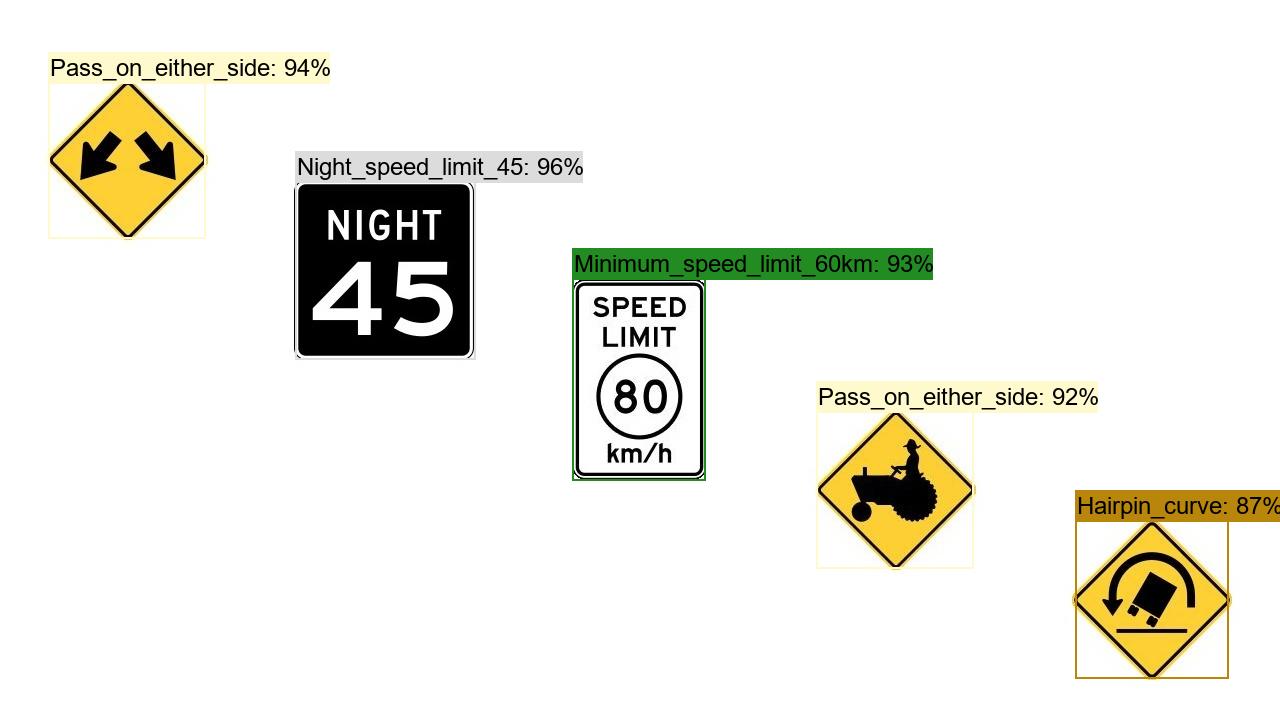 Pass_on_either_side: 94%
Night_speed_limit_45: 96%
NIGHT
45
Minimum_speed_limit_60km: 93%
SPEED
LIMIT
80
km/h
Pass_on_either_side: 92%
Hairpin_curve: 87%